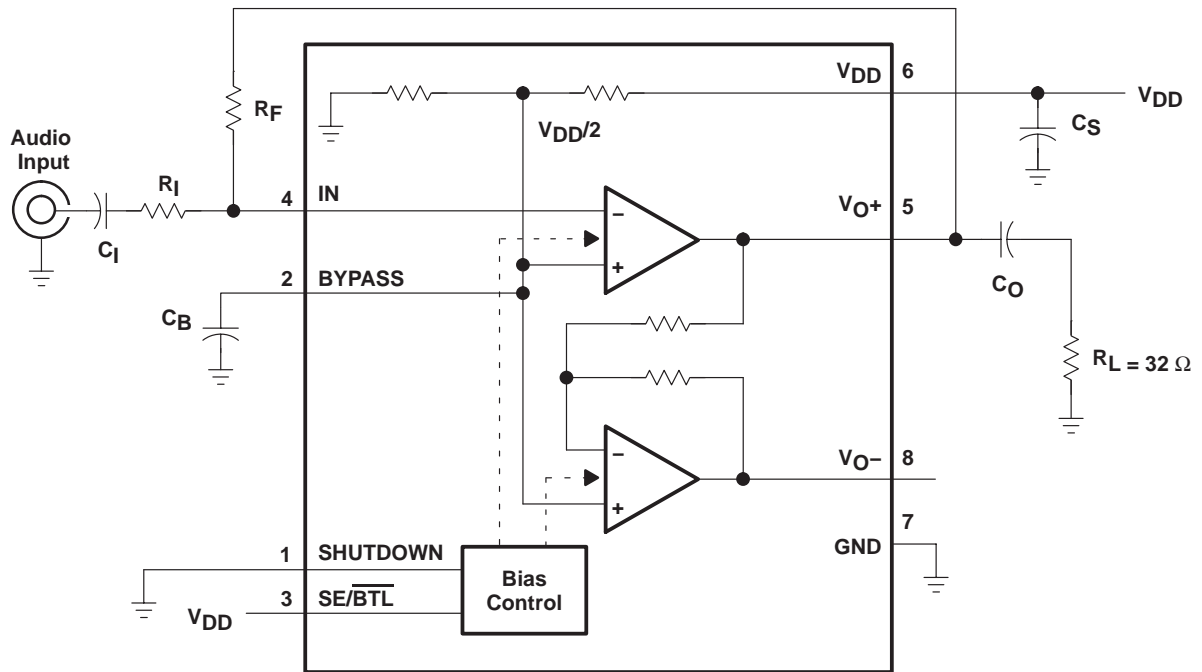 VDD 6
RF
VDD/2
VDD
CS
Audio
Input
RI
4 IN
CI
−
+
VO+ 5
CO
2 BYPASS
CB
RL = 32 Ω
−
+
VO− 8
7
GND
1 SHUTDOWN
3 SE/BTL
VDD
Bias
Control